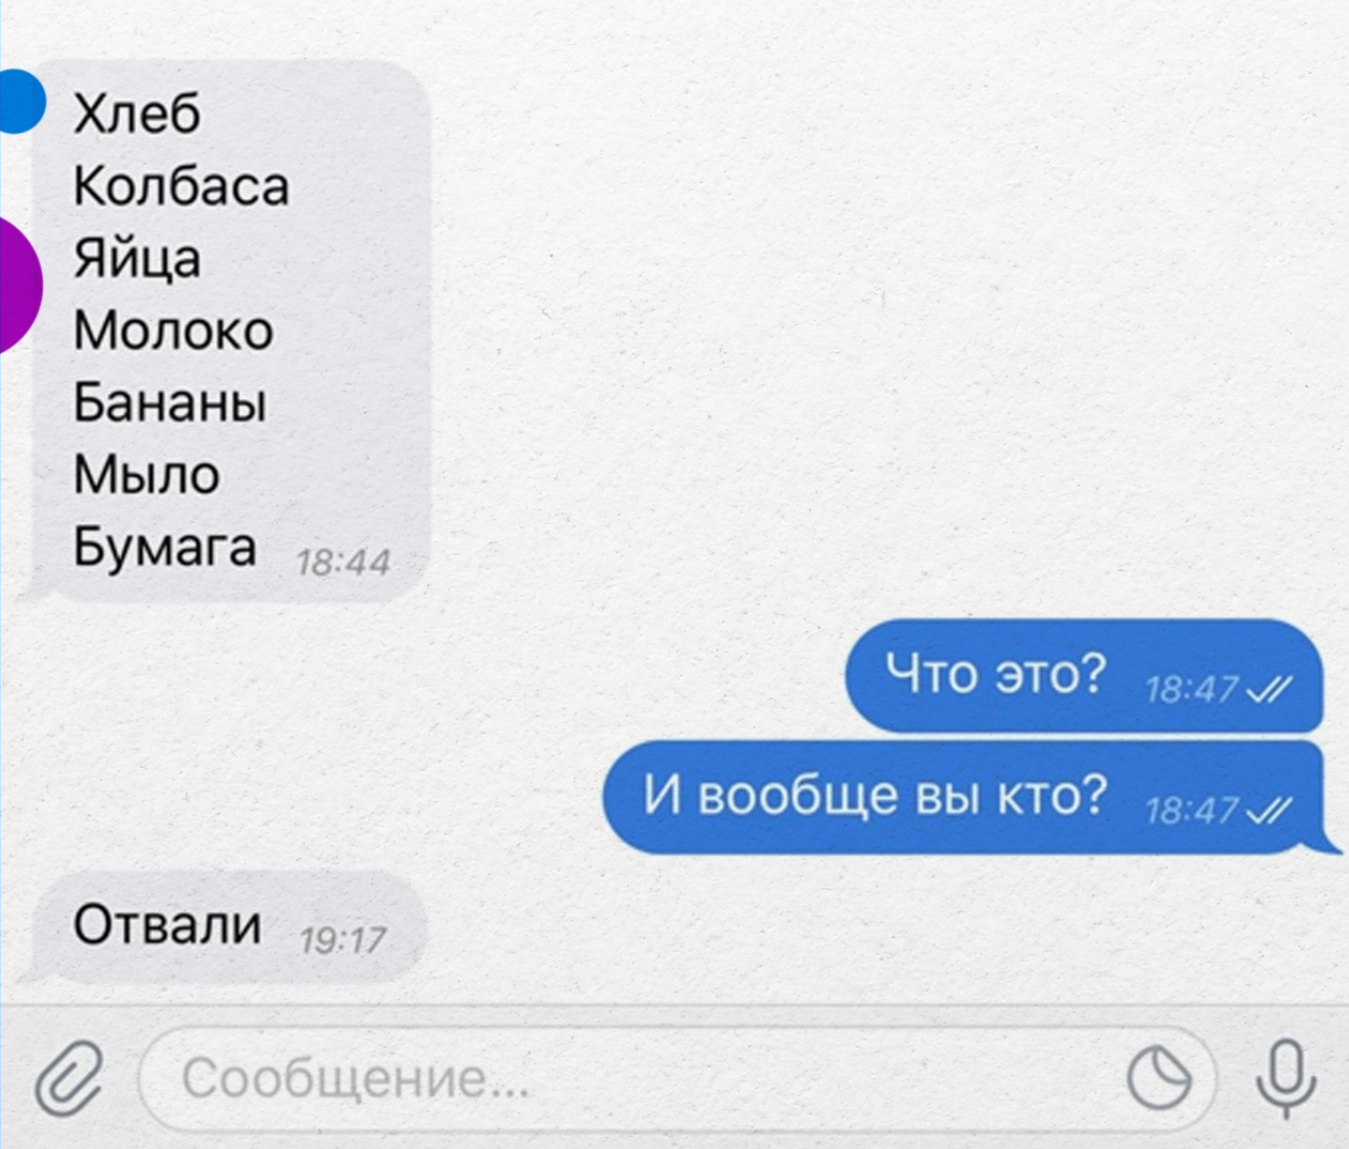 Хлеб
Колбаса
Яйца
Молоко
Бананы
Мыло
Бумага 18:44
Что это? 18:47
И вообще вы кто? 18:47
Отвали 19:17
Сообщение...